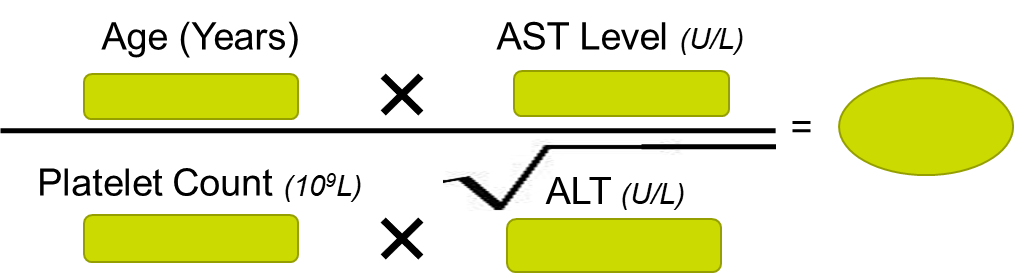 Age (Years) AST Level (U/L)
×
=
Platelet Count (10⁹L) √ ALT (U/L)
×